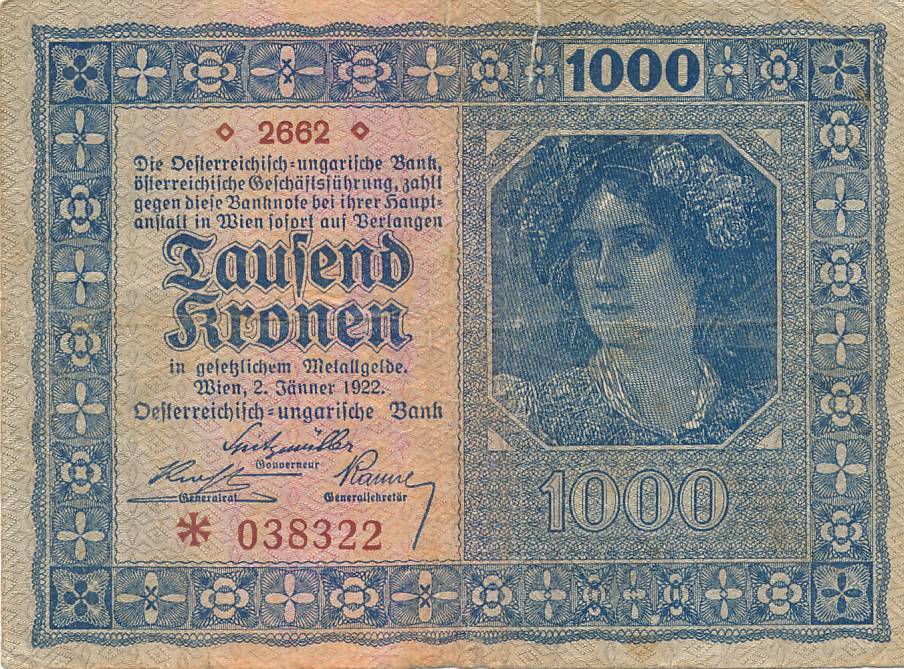 1000
2662
Die Oesterreichisch-ungarische Bank,
österreichische Geschäftsführung, zahlt
gegen diese Banknote bei ihrer Haupt-
anstalt in Wien sofort auf Verlangen
Tausend
Kronen
in gesetzlichem Metallgelde.
Wien, 2. Jänner 1922.
Oesterreichisch-ungarische Bank
Spitzmüller
Gouverneur
Generalrat Generalsekretär
* 038322
1000